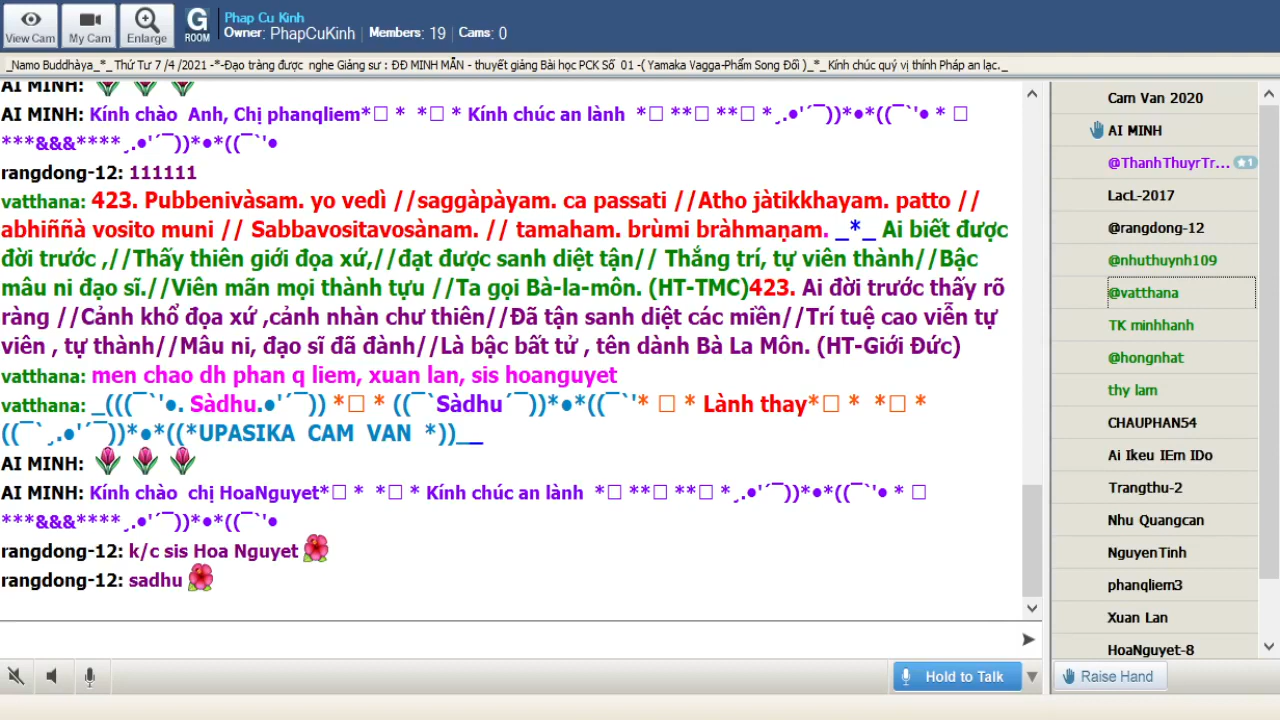 View Cam
My Cam
Enlarge
G
ROOM
Phap Cu Kinh
Owner: PhapCuKinh | Members: 19 | Cams: 0
_Namo Buddhàya_*_ Thứ Tư 7 /4 /2021 -*-Đạo tràng được nghe Giảng sư : ĐĐ MINH MẪN - thuyết giảng Bài học PCK Số 01 -( Yamaka Vagga-Phẩm Song Đối )_*_ Kính chúc quý vị thính Pháp an lạc._
AI MINH:
AI MINH: Kính chào Anh, Chị phanqliem*□ * *□ * Kính chúc an lành *□ **□ **□ *¸.•'´¯))*•*((¯`'• * □
***&&&****¸.•'´¯))*•*((¯`'•
rangdong-12: 111111
vatthana: 423. Pubbenivàsam. yo vedì //saggàpàyam. ca passati //Atho jàtikkhayam. patto //
abhiññà vosito muni // Sabbavositavosànam. // tamaham. brùmi bràhmaṇam. _*_ Ai biết được
đời trước ,//Thấy thiên giới đọa xứ,//đạt được sanh diệt tận// Thắng trí, tự viên thành//Bậc
mâu ni đạo sĩ.//Viên mãn mọi thành tựu //Ta gọi Bà-la-môn. (HT-TMC)423. Ai đời trước thấy rõ
ràng //Cảnh khổ đọa xứ ,cảnh nhàn chư thiên//Đã tận sanh diệt các miền//Trí tuệ cao viễn tự
viên , tự thành//Mâu ni, đạo sĩ đã đành//Là bậc bất tử , tên dành Bà La Môn. (HT-Giới Đức)
vatthana: men chao dh phan q liem, xuan lan, sis hoanguyet
vatthana: _(((¯`'•. Sàdhu.•'´¯)) *□ * ((¯`Sàdhu´¯))*•*((¯`'* □ * Lành thay*□ * *□ *
((¯`¸.•'´¯))*•*((*UPASIKA CAM VAN *))__
AI MINH:
AI MINH: Kính chào chị HoaNguyet*□ * *□ * Kính chúc an lành *□ **□ **□ *¸.•'´¯))*•*((¯`'• * □
***&&&****¸.•'´¯))*•*((¯`'•
rangdong-12: k/c sis Hoa Nguyet
rangdong-12: sadhu
Hold to Talk
Cam Van 2020
AI MINH
@ThanhThuyrTr... ★1
LacL-2017
@rangdong-12
@nhuthuynh109
@vatthana
TK minhhanh
@hongnhat
thy lam
CHAUPHAN54
Ai Ikeu IEm IDo
Trangthu-2
Nhu Quangcan
NguyenTinh
phanqliem3
Xuan Lan
HoaNguyet-8
Raise Hand